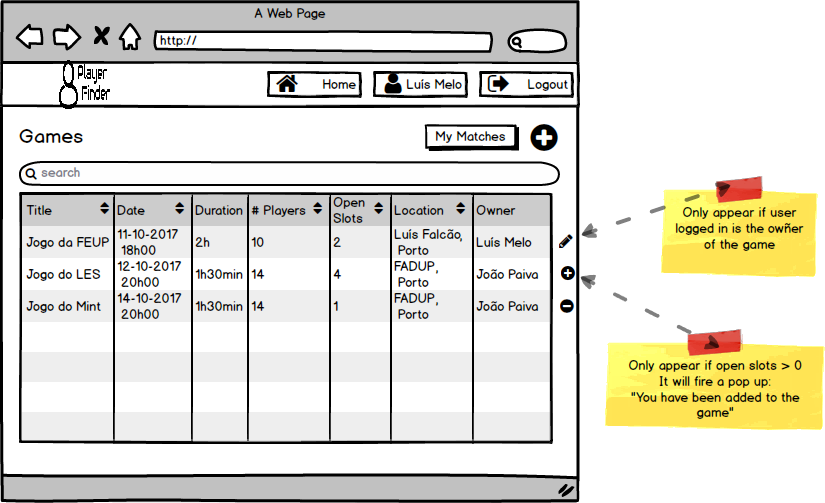 A Web Page
http://
Player
Finder
Home
Luís Melo
Logout
Games
My Matches
search
Title
Date
Duration
# Players
Open
Slots
Location
Owner
Jogo da FEUP
11-10-2017
18h00
2h
10
2
Luís Falcão,
Porto
Luís Melo
Jogo do LES
12-10-2017
20h00
1h30min
14
4
FADUP,
Porto
João Paiva
Jogo do Mint
14-10-2017
20h00
1h30min
14
1
FADUP,
Porto
João Paiva
Only appear if user
logged in is the owner
of the game
Only appear if open slots > 0
It will fire a pop up:
"You have been added to the
game"